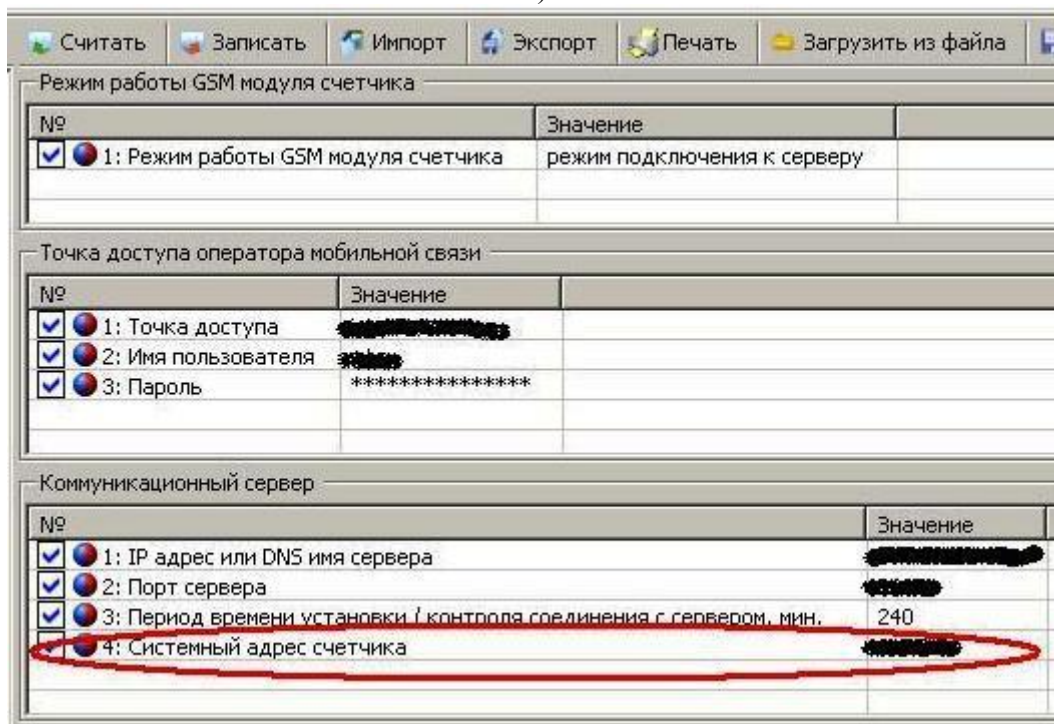 Считать Записать Импорт Экспорт Печать Загрузить из файла
Режим работы GSM модуля счетчика
№ Значение
1: Режим работы GSM модуля счетчика режим подключения к серверу
Точка доступа оператора мобильной связи
№ Значение
1: Точка доступа
2: Имя пользователя
3: Пароль ***************
Коммуникационный сервер
№ Значение
1: IP адрес или DNS имя сервера
2: Порт сервера
3: Период времени установки / контроля соединения с сервером, мин. 240
4: Системный адрес счетчика